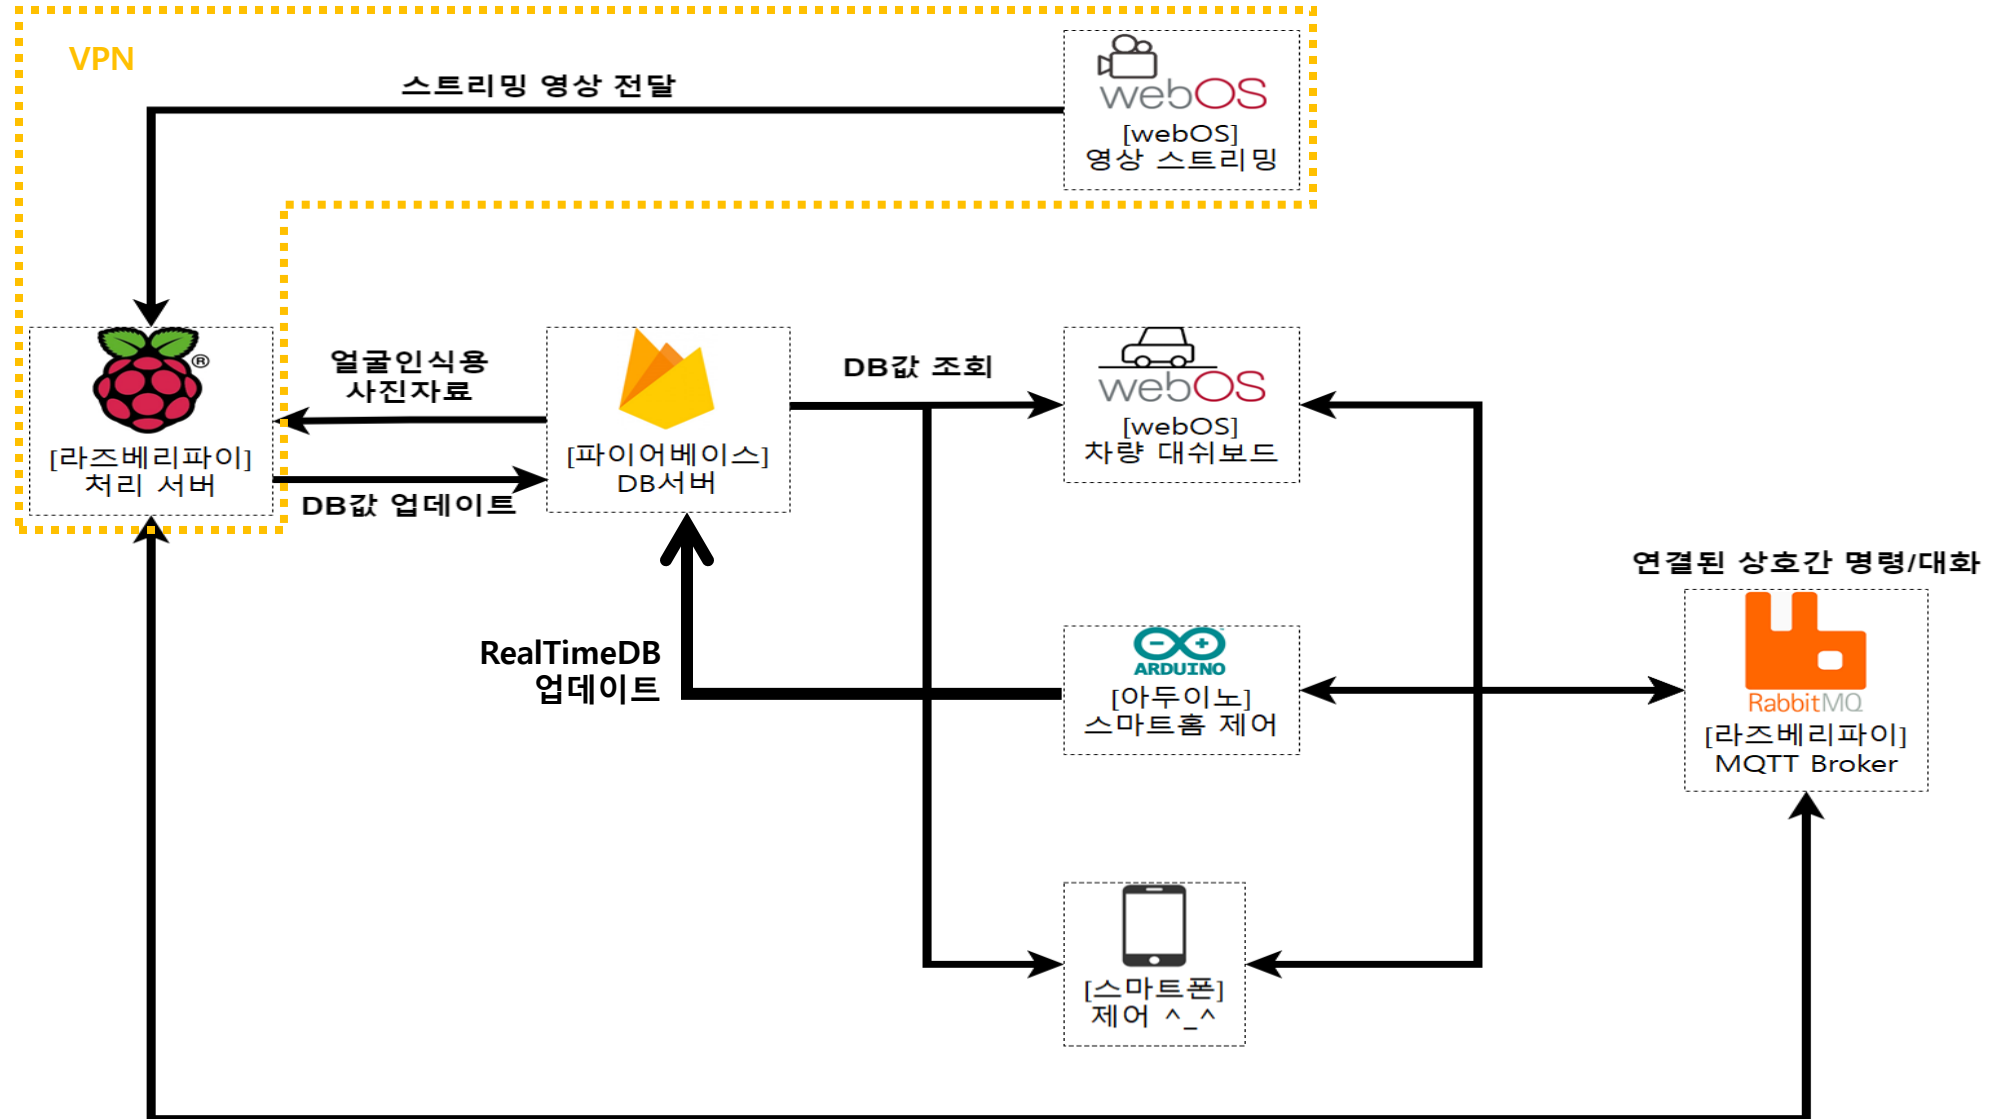 VPN
스트리밍 영상 전달
webOS
[webOS]
영상 스트리밍
®
[라즈베리파이]
처리 서버
얼굴인식용
사진자료
DB값 업데이트
[파이어베이스]
DB서버
DB값 조회
webOS
[webOS]
차량 대쉬보드
RealTimeDB
업데이트
ARDUINO
[아두이노]
스마트홈 제어
연결된 상호간 명령/대화
RabbitMQ
[라즈베리파이]
MQTT Broker
[스마트폰]
제어 ^_^